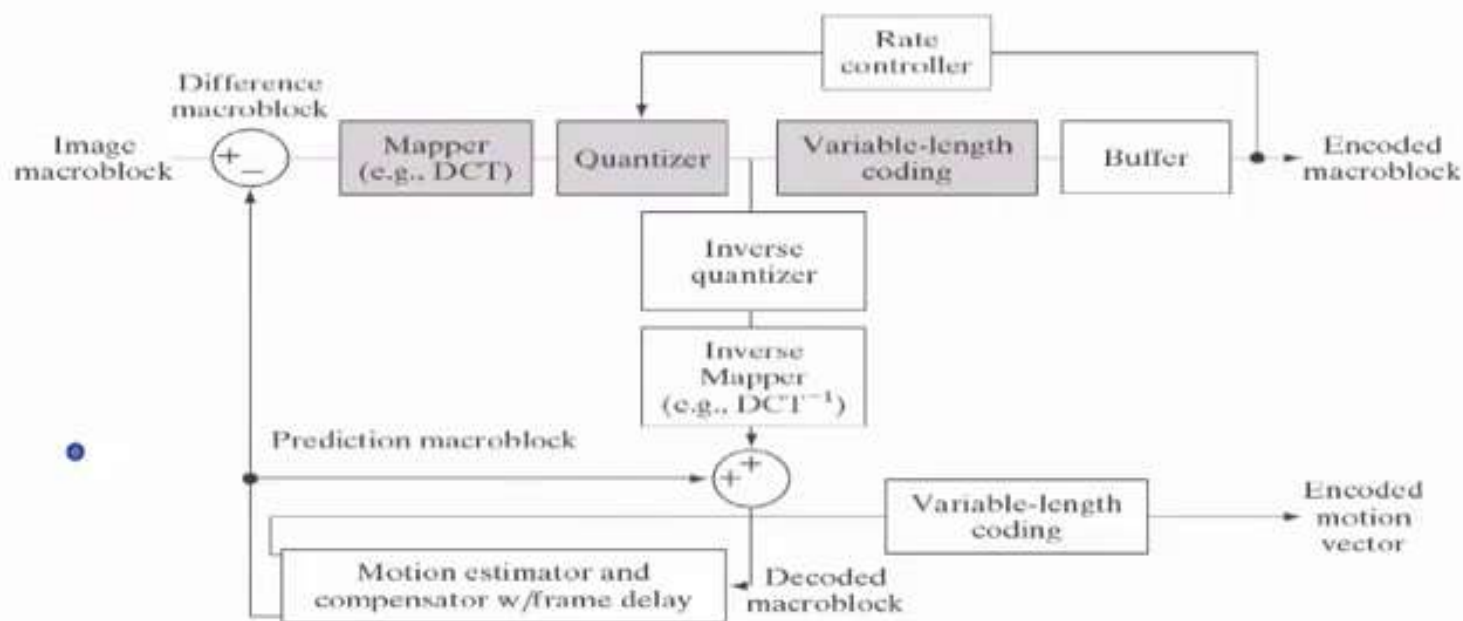 Rate
controller
Difference
macroblock
Image
macroblock
+
−
Mapper
(e.g., DCT)
Quantizer
Variable-length
coding
Buffer
Encoded
macroblock
Inverse
quantizer
Inverse
Mapper
(e.g., DCT⁻¹)
Prediction macroblock
+
+
Variable-length
coding
Encoded
motion
vector
Motion estimator and
compensator w/frame delay
Decoded
macroblock